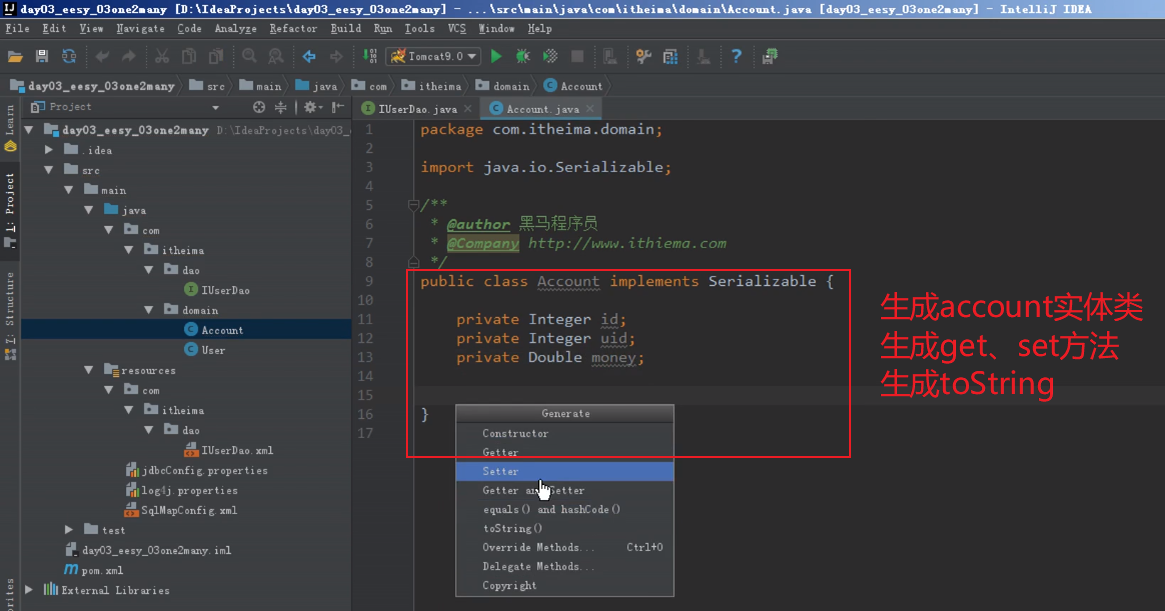 day03_eesy_03one2many [D:\IdeaProjects\day03_eesy_03one2many] - ...\src\main\java\com\itheima\domain\Account.java [day03_eesy_03one2many] - IntelliJ IDEA
File Edit View Navigate Code Analyze Refactor Build Run Tools VCS Window Help
Tomcat9.0
day03_eesy_03one2many src main java com itheima domain Account
Project
IUserDao.java
Account.java
Learn
1: Project
7: Structure
day03_eesy_03one2many D:\IdeaProjects\day03_
.idea
src
main
java
com
itheima
dao
IUserDao
domain
Account
User
resources
com
itheima
dao
IUserDao.xml
jdbcConfig.properties
log4j.properties
SqlMapConfig.xml
test
day03_eesy_03one2many.iml
pom.xml
External Libraries
1 package com.itheima.domain;
2
3 import java.io.Serializable;
4
5 /**
6 * @author 黑马程序员
7 * @Company http://www.ithiema.com
8 */
9 public class Account implements Serializable {
10
11 private Integer id;
12 private Integer uid;
13 private Double money;
14
15
16 }
17
Generate
Constructor
Getter
Setter
Getter and Setter
equals() and hashCode()
toString()
Override Methods... Ctrl+O
Delegate Methods...
Copyright
生成account实体类
生成get、set方法
生成toString